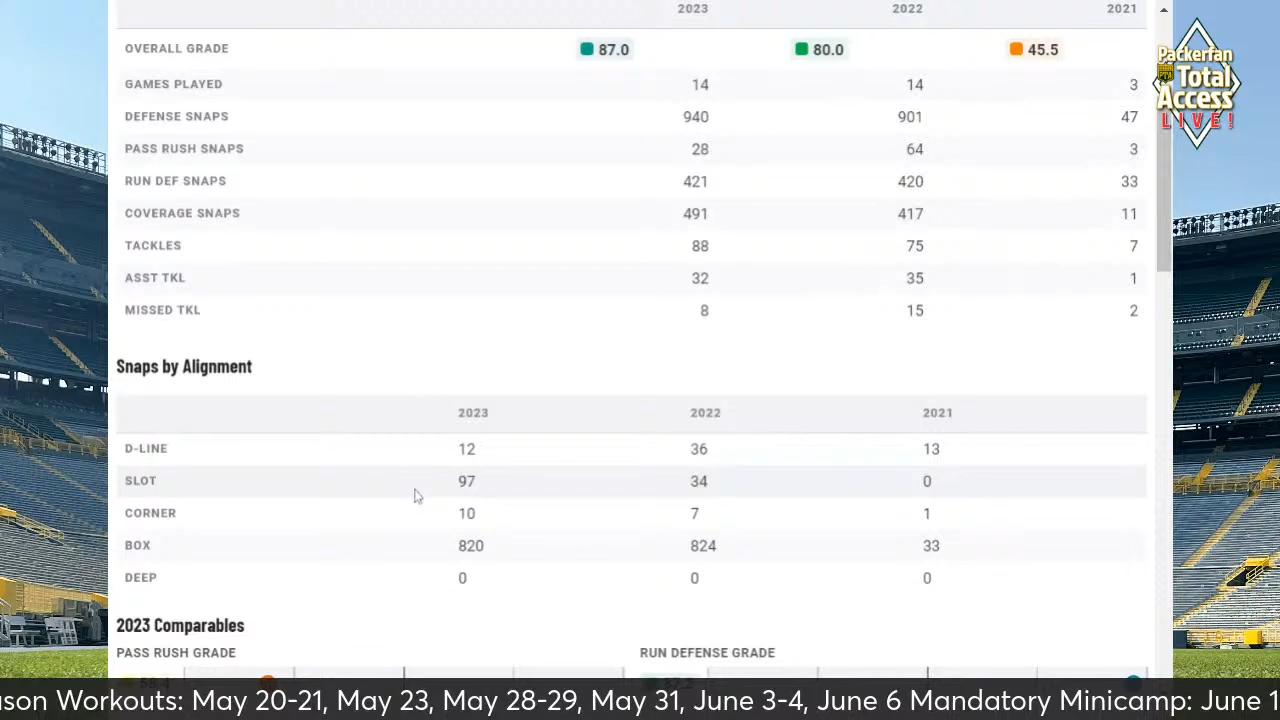 2023 2022 2021
OVERALL GRADE 87.0 80.0 45.5
GAMES PLAYED 14 14 3
DEFENSE SNAPS 940 901 47
PASS RUSH SNAPS 28 64 3
RUN DEF SNAPS 421 420 33
COVERAGE SNAPS 491 417 11
TACKLES 88 75 7
ASST TKL 32 35 1
MISSED TKL 8 15 2
Snaps by Alignment
2023 2022 2021
D-LINE 12 36 13
SLOT 97 34 0
CORNER 10 7 1
BOX 820 824 33
DEEP 0 0 0
2023 Comparables
PASS RUSH GRADE RUN DEFENSE GRADE
Packerfan
PTA
Total
Access
LIVE!
son Workouts: May 20-21, May 23, May 28-29, May 31, June 3-4, June 6 Mandatory Minicamp: June 1